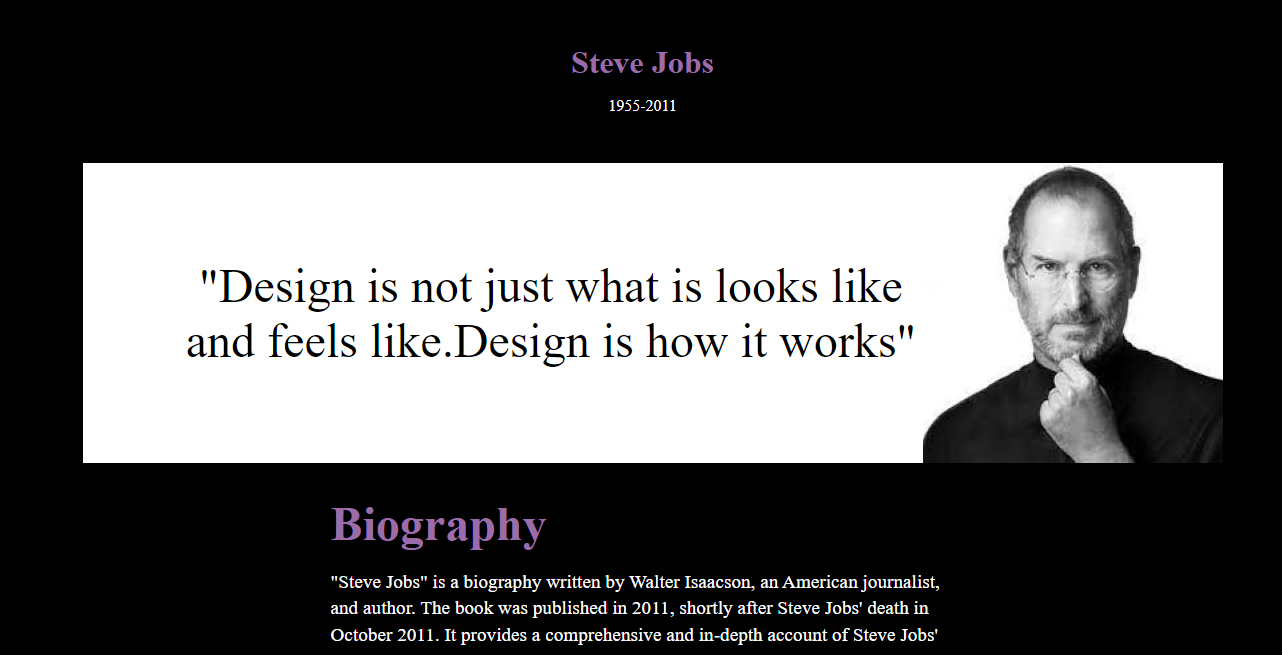 Steve Jobs
1955-2011
"Design is not just what is looks like
and feels like.Design is how it works"
Biography
"Steve Jobs" is a biography written by Walter Isaacson, an American journalist,
and author. The book was published in 2011, shortly after Steve Jobs' death in
October 2011. It provides a comprehensive and in-depth account of Steve Jobs'